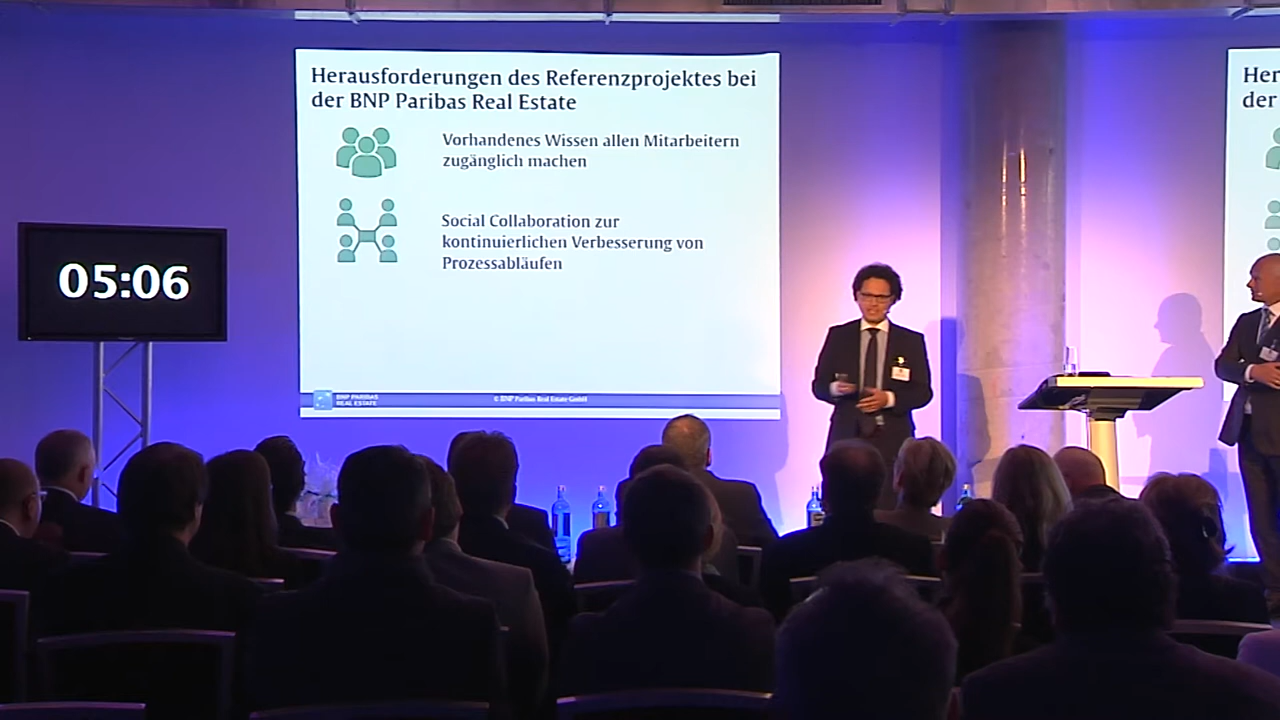 Herausforderungen des Referenzprojektes bei
der BNP Paribas Real Estate
Vorhandenes Wissen allen Mitarbeitern
zugänglich machen
Social Collaboration zur
kontinuierlichen Verbesserung von
Prozessabläufen
BNP PARIBAS
REAL ESTATE
© BNP Paribas Real Estate GmbH
05:06
Her
der